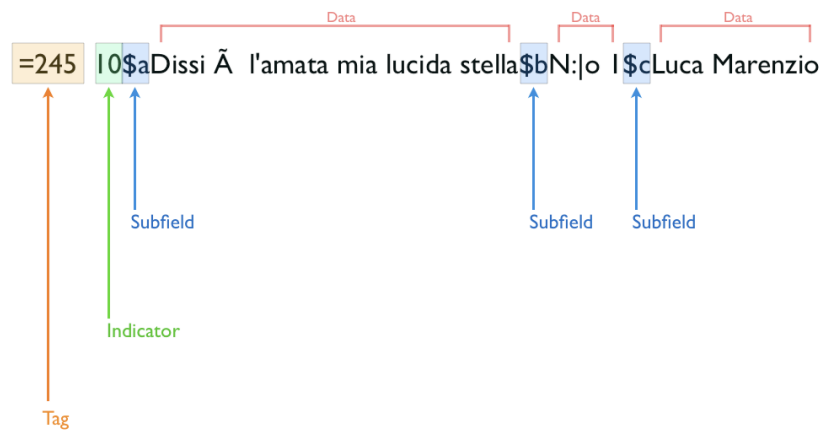 Data Data Data
=245 10$aDissi Ã  l'amata mia lucida stella$bN:|o 1$cLuca Marenzio
Subfield Subfield Subfield
Indicator
Tag